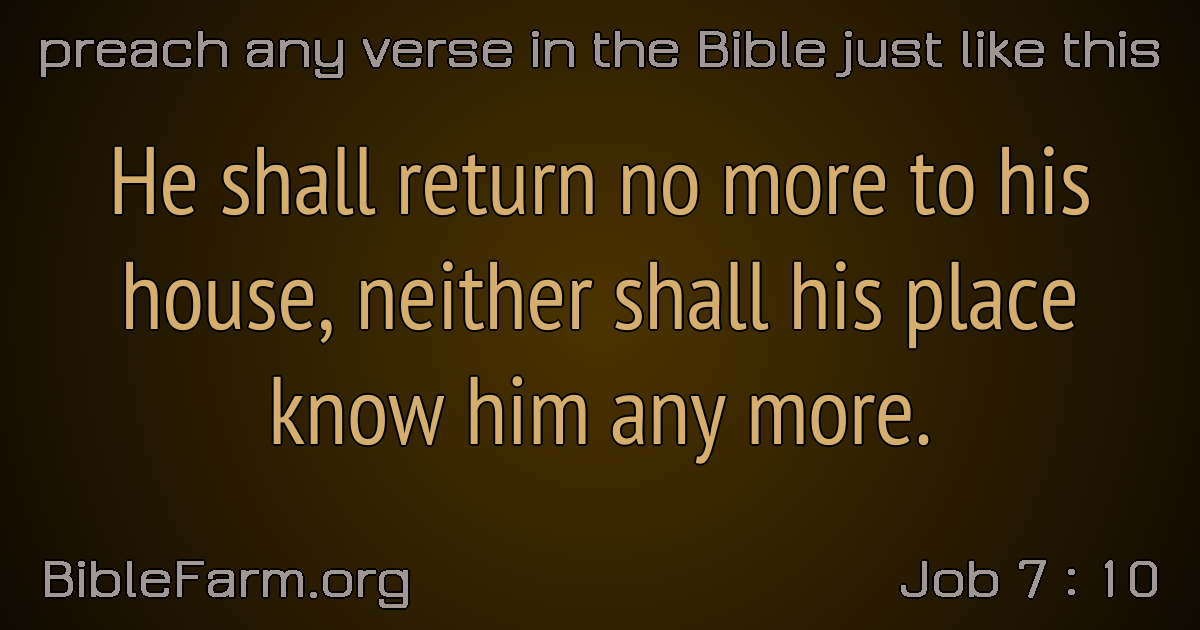 preach any verse in the Bible just like this
He shall return no more to his
house, neither shall his place
know him any more.
BibleFarm.org
Job 7 : 10